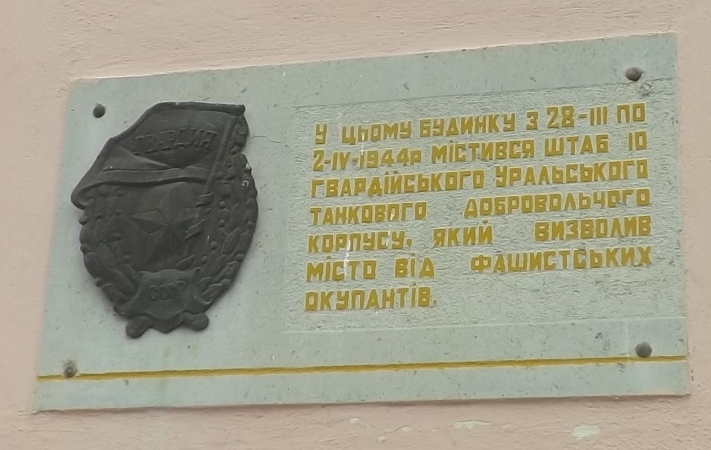 ГВАРДИЯ
СССР
У ЦЬОМУ БУДИНКУ З 28-III ПО
2-IV-1944р МІСТИВСЯ ШТАБ 10
ГВАРДІЙСЬКОГО УРАЛЬСЬКОГО
ТАНКОВОГО ДОБРОВОЛЬЧОГО
КОРПУСУ, ЯКИЙ ВИЗВОЛИВ
МІСТО ВІД ФАШИСТСЬКИХ
ОКУПАНТІВ.